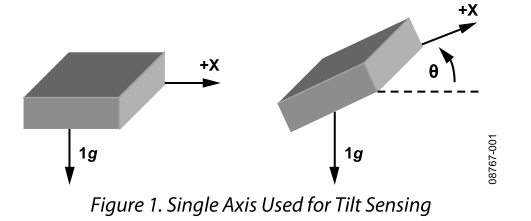 +X
1g
+X
θ
1g
08767-001
Figure 1. Single Axis Used for Tilt Sensing